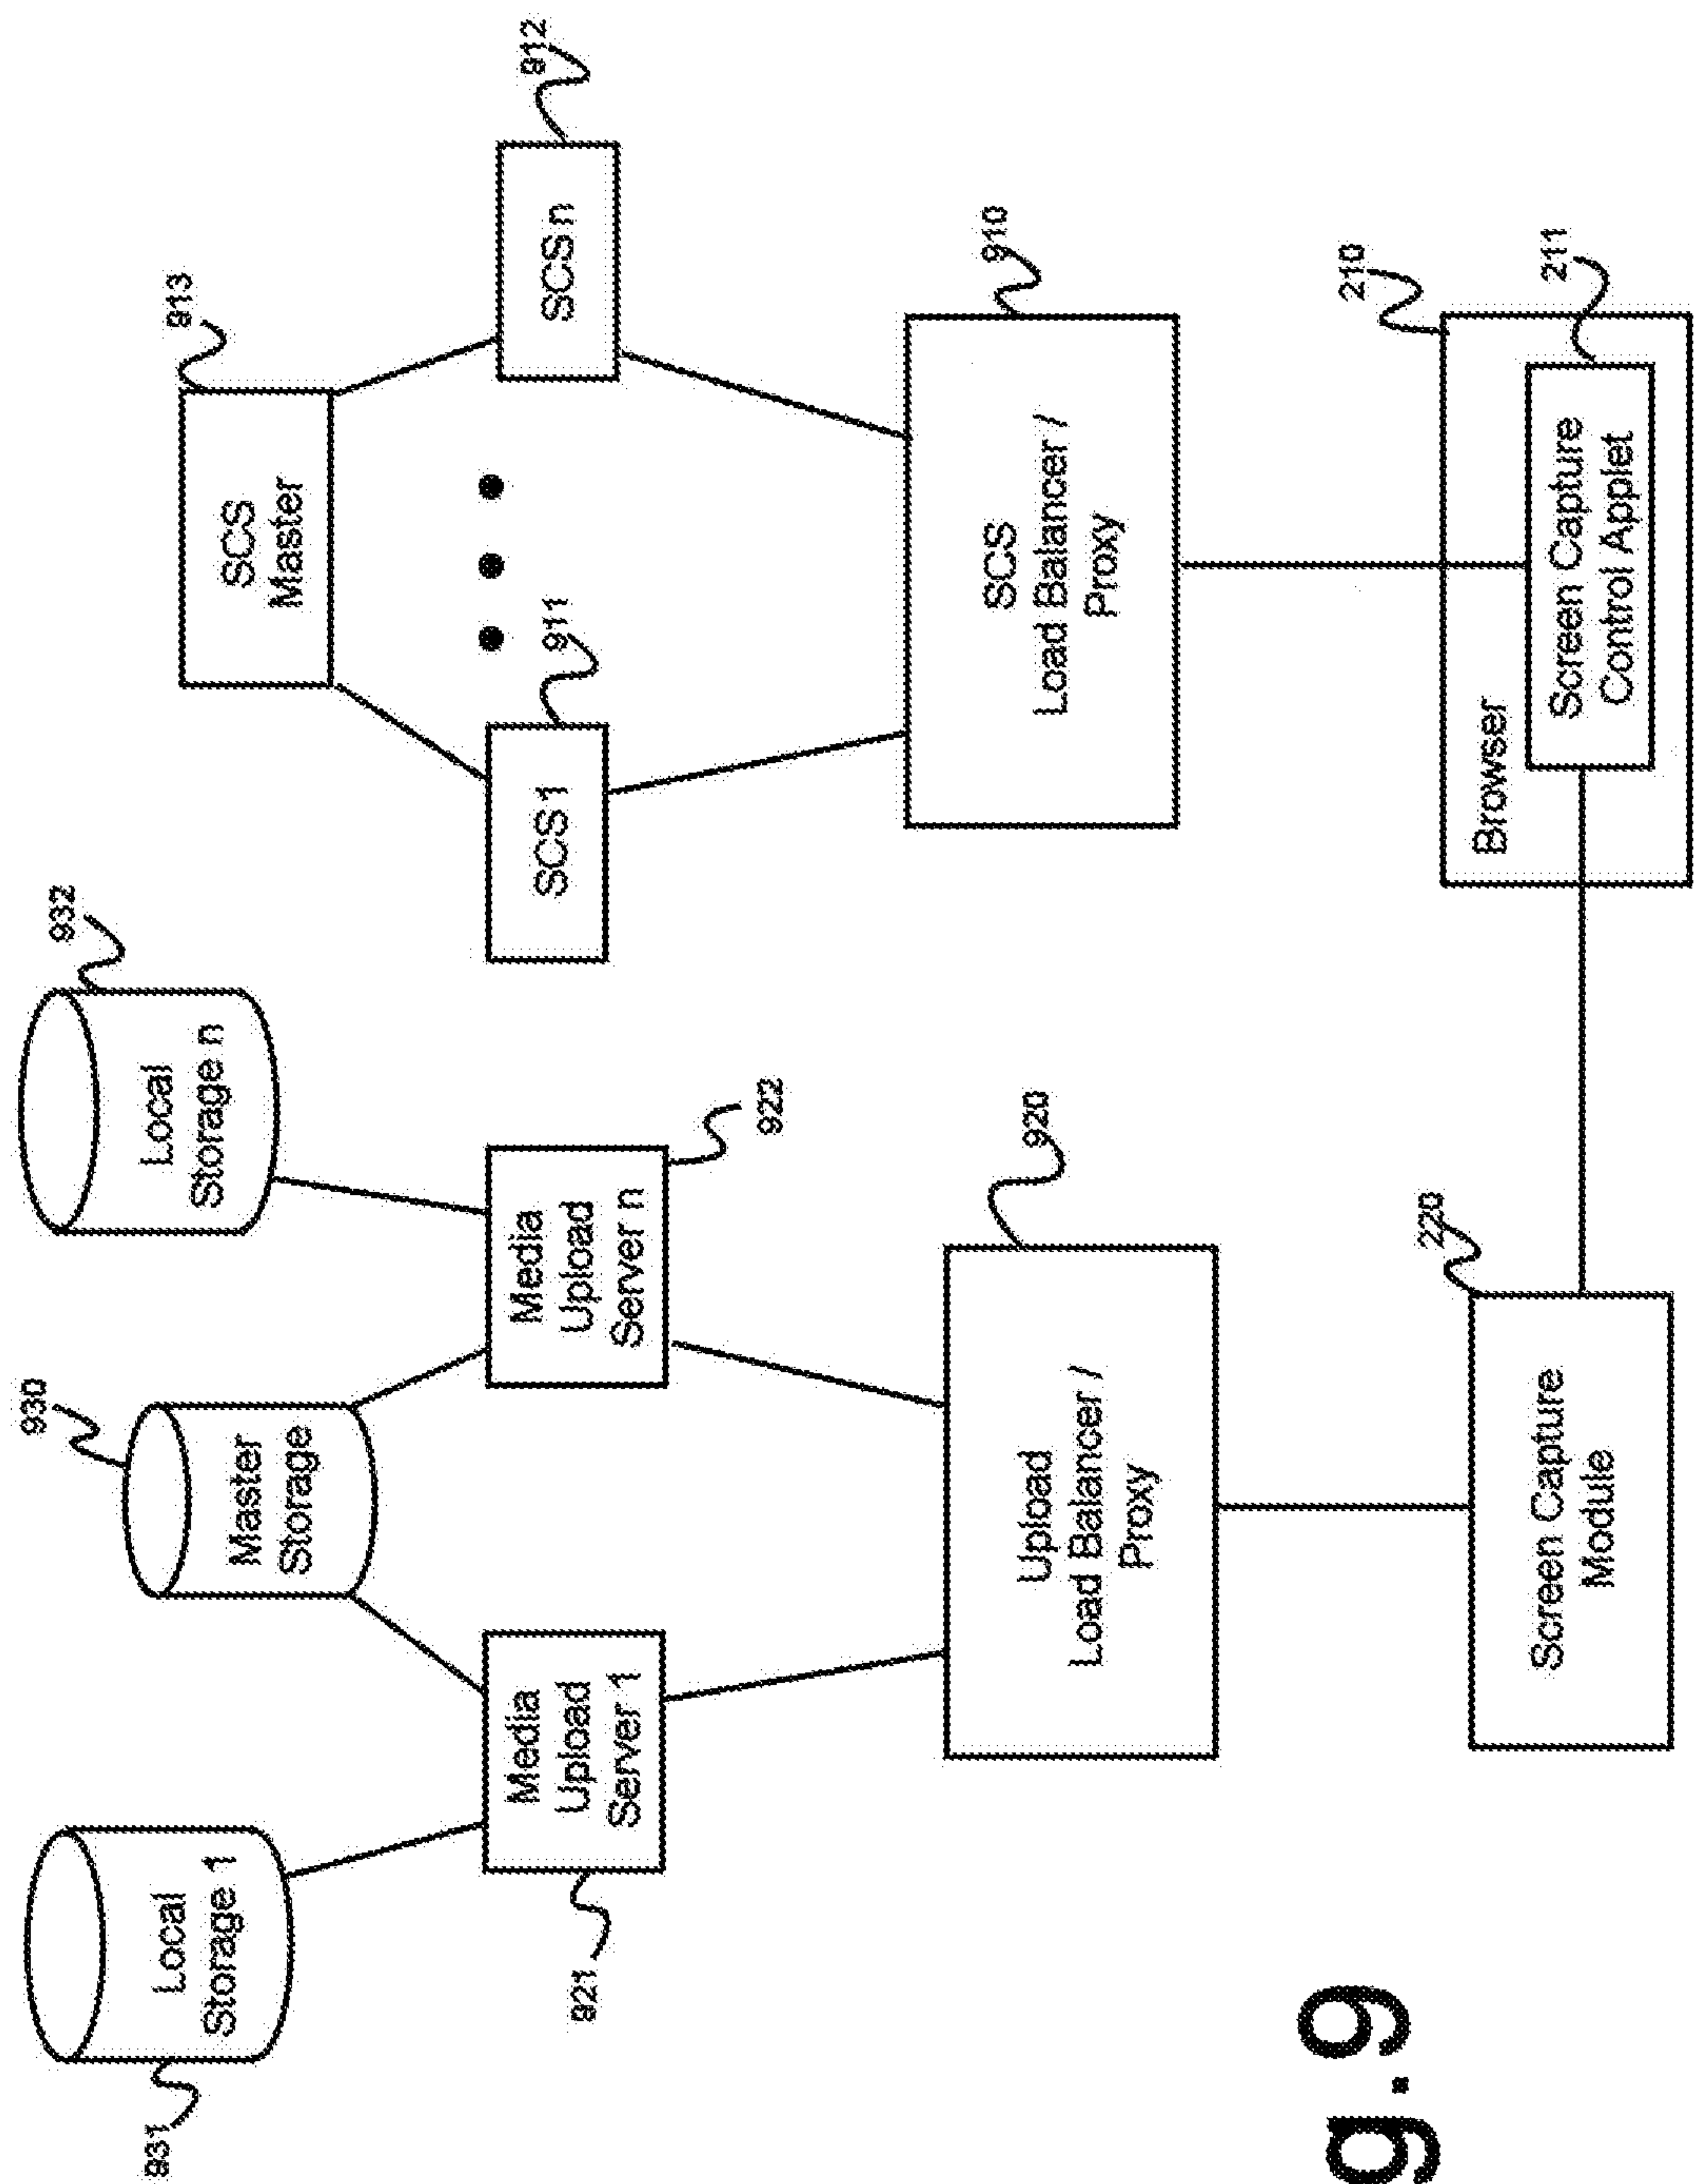 931
Local
Storage 1
930
Master
Storage
932
Local
Storage n
913
SCS
Master
921
Media
Upload
Server 1
Media
Upload
Server n
922
SCS 1
911
SCS n
912
Upload
Load Balancer /
Proxy
920
SCS
Load Balancer /
Proxy
910
Screen Capture
Module
220
Browser
210
Screen Capture
Control Applet
211
g.9